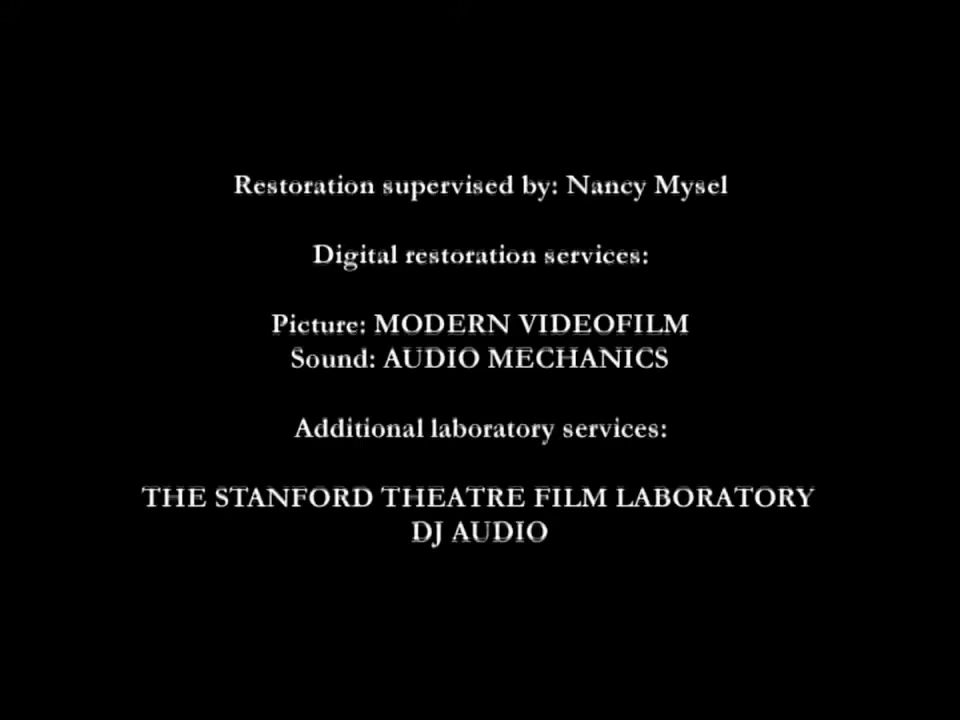 Restoration supervised by: Nancy Mysel
Digital restoration services:
Picture: MODERN VIDEOFILM
Sound: AUDIO MECHANICS
Additional laboratory services:
THE STANFORD THEATRE FILM LABORATORY
DJ AUDIO